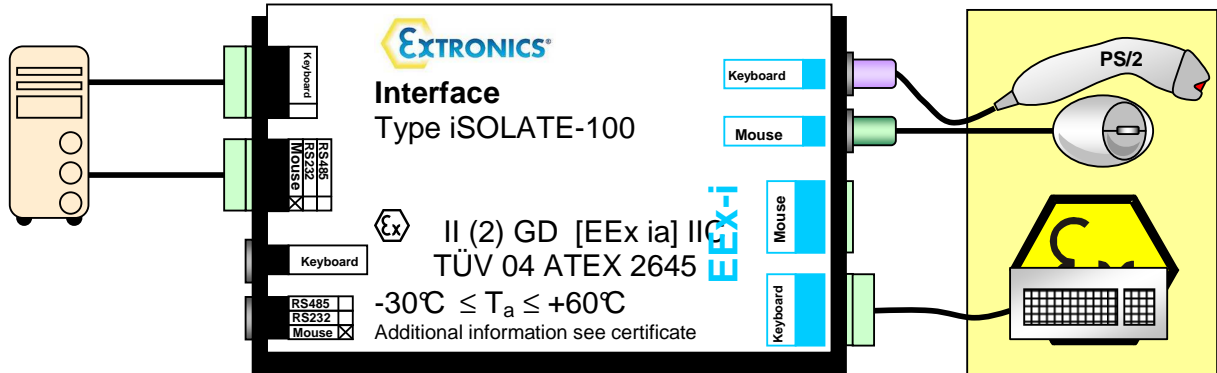 EXTRONICS®
Interface
Type iSOLATE-100
II (2) GD [EEx ia] IIC
TÜV 04 ATEX 2645
-30℃ ≤ Ta ≤ +60℃
Additional information see certificate
Keyboard
RS485
RS232
Mouse
Keyboard
RS485
RS232
Mouse
Keyboard
Mouse
EEx-i
Mouse
Keyboard
PS/2
εx